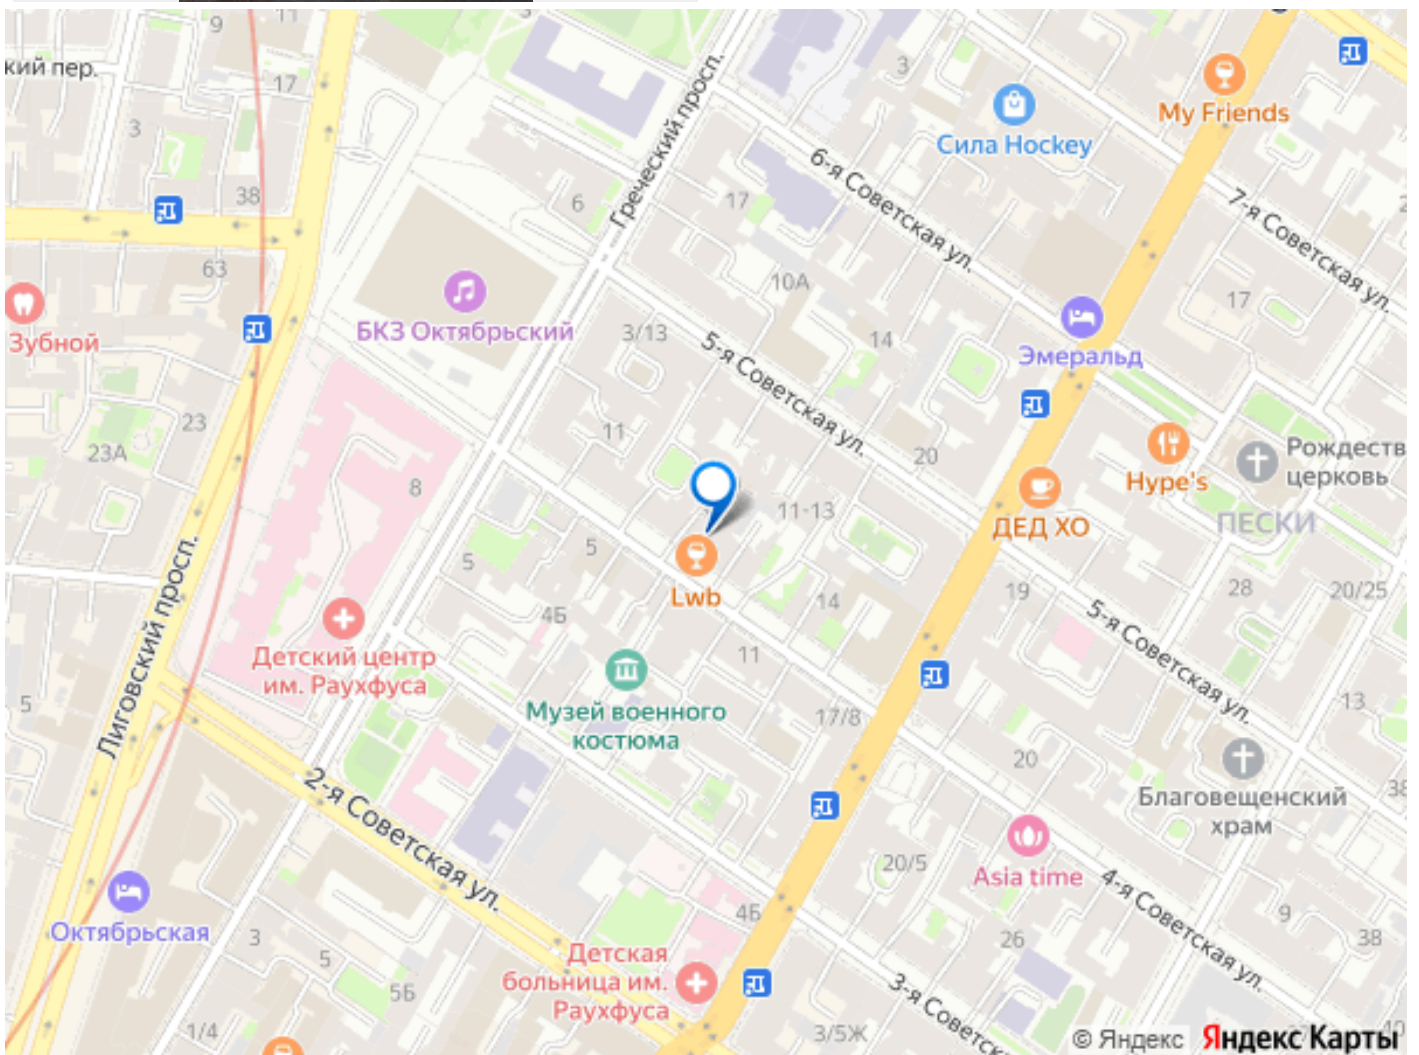 9
11
3
кий пер.
17
3
My Friends
3
Сила Hockey
Греческий просп.
6-я Советская ул.
7-я Советская ул.
38
6
17
63
10А
17
Зубной
БКЗ Октябрьский
3/13
14
5-я Советская ул.
Эмеральд
23
23А
11
20
Рождеств
церковь
Hype's
8
11-13
ДЕД ХО
ПЕСКИ
5
5
Lwb
14
19
28
20/25
4Б
5-я Советская ул.
Детский центр
им. Раухфуса
11
Лиговский просп.
5
Музей военного
костюма
17/8
13
20
2-я Советская ул.
Благовещенский
храм
38
20/5
Asia time
4-я Советская ул.
Октябрьская
3
5
5Б
4Б
26
9
38
Детская
больница им.
Раухфуса
3-я Советск
1/4
3/5Ж
40
© Яндекс Яндекс Карты